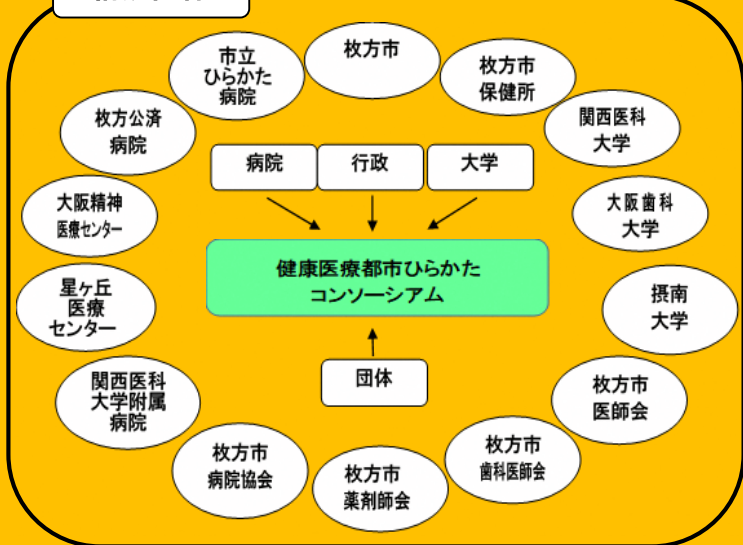 枚方市
市立
ひらかた
病院
枚方市
保健所
枚方公済
病院
関西医科
大学
病院
行政
大学
大阪精神
医療センター
大阪歯科
大学
健康医療都市ひらかた
コンソーシアム
星ヶ丘
医療
センター
摂南
大学
団体
関西医科
大学附属
病院
枚方市
医師会
枚方市
病院協会
枚方市
薬剤師会
枚方市
歯科医師会